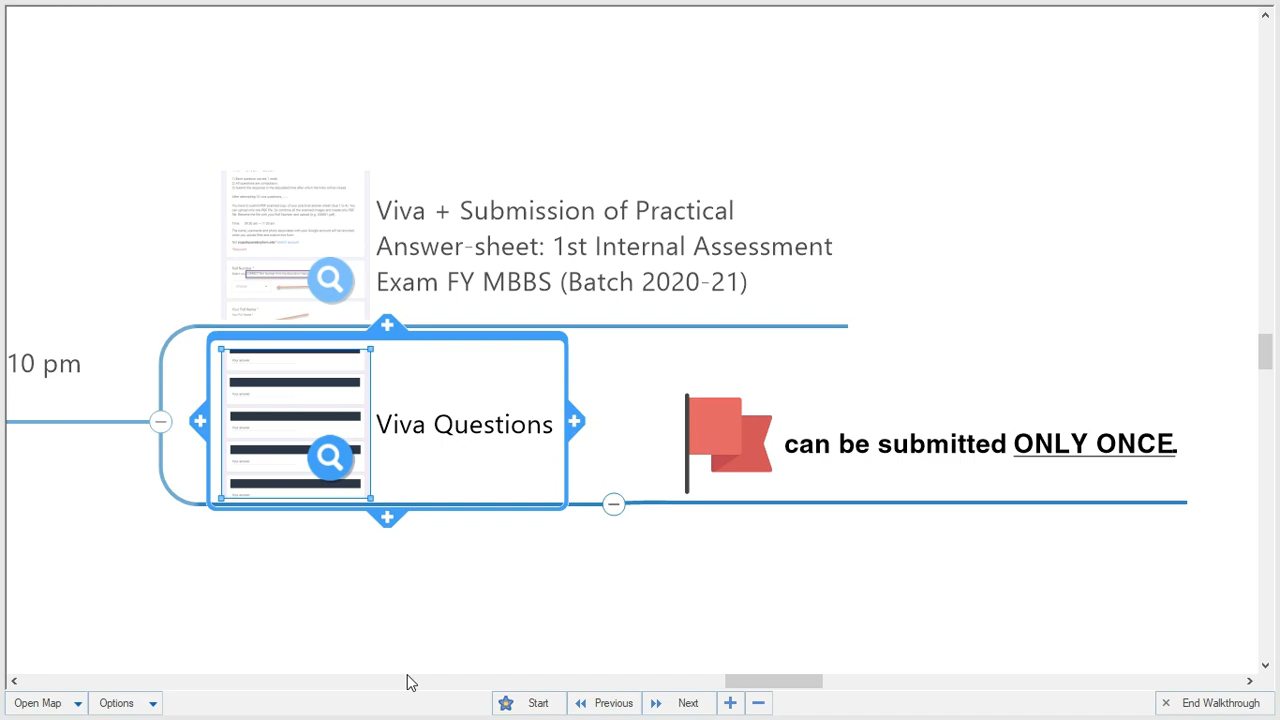 Viva + Submission of Practical
Answer-sheet: 1st Internal Assessment
Exam FY MBBS (Batch 2020-21)
10 pm
Viva Questions
can be submitted ONLY ONCE.
Open Map
Options
Start
Previous
Next
End Walkthrough